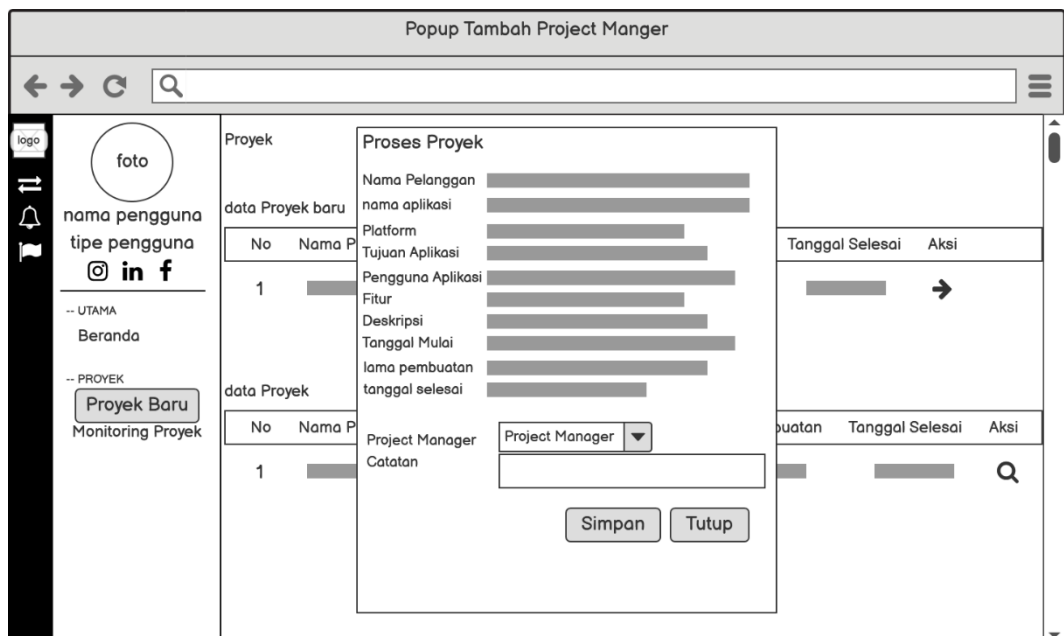 Popup Tambah Project Manger
logo
foto
nama pengguna
tipe pengguna
in f
-- UTAMA
Beranda
-- PROYEK
Proyek Baru
Monitoring Proyek
Proyek
data Proyek baru
No Nama P Tanggal Selesai Aksi
1
data Proyek
No Nama P buatan Tanggal Selesai Aksi
1
Proses Proyek
Nama Pelanggan
nama aplikasi
Platform
Tujuan Aplikasi
Pengguna Aplikasi
Fitur
Deskripsi
Tanggal Mulai
lama pembuatan
tanggal selesai
Project Manager Project Manager
Catatan
Simpan Tutup